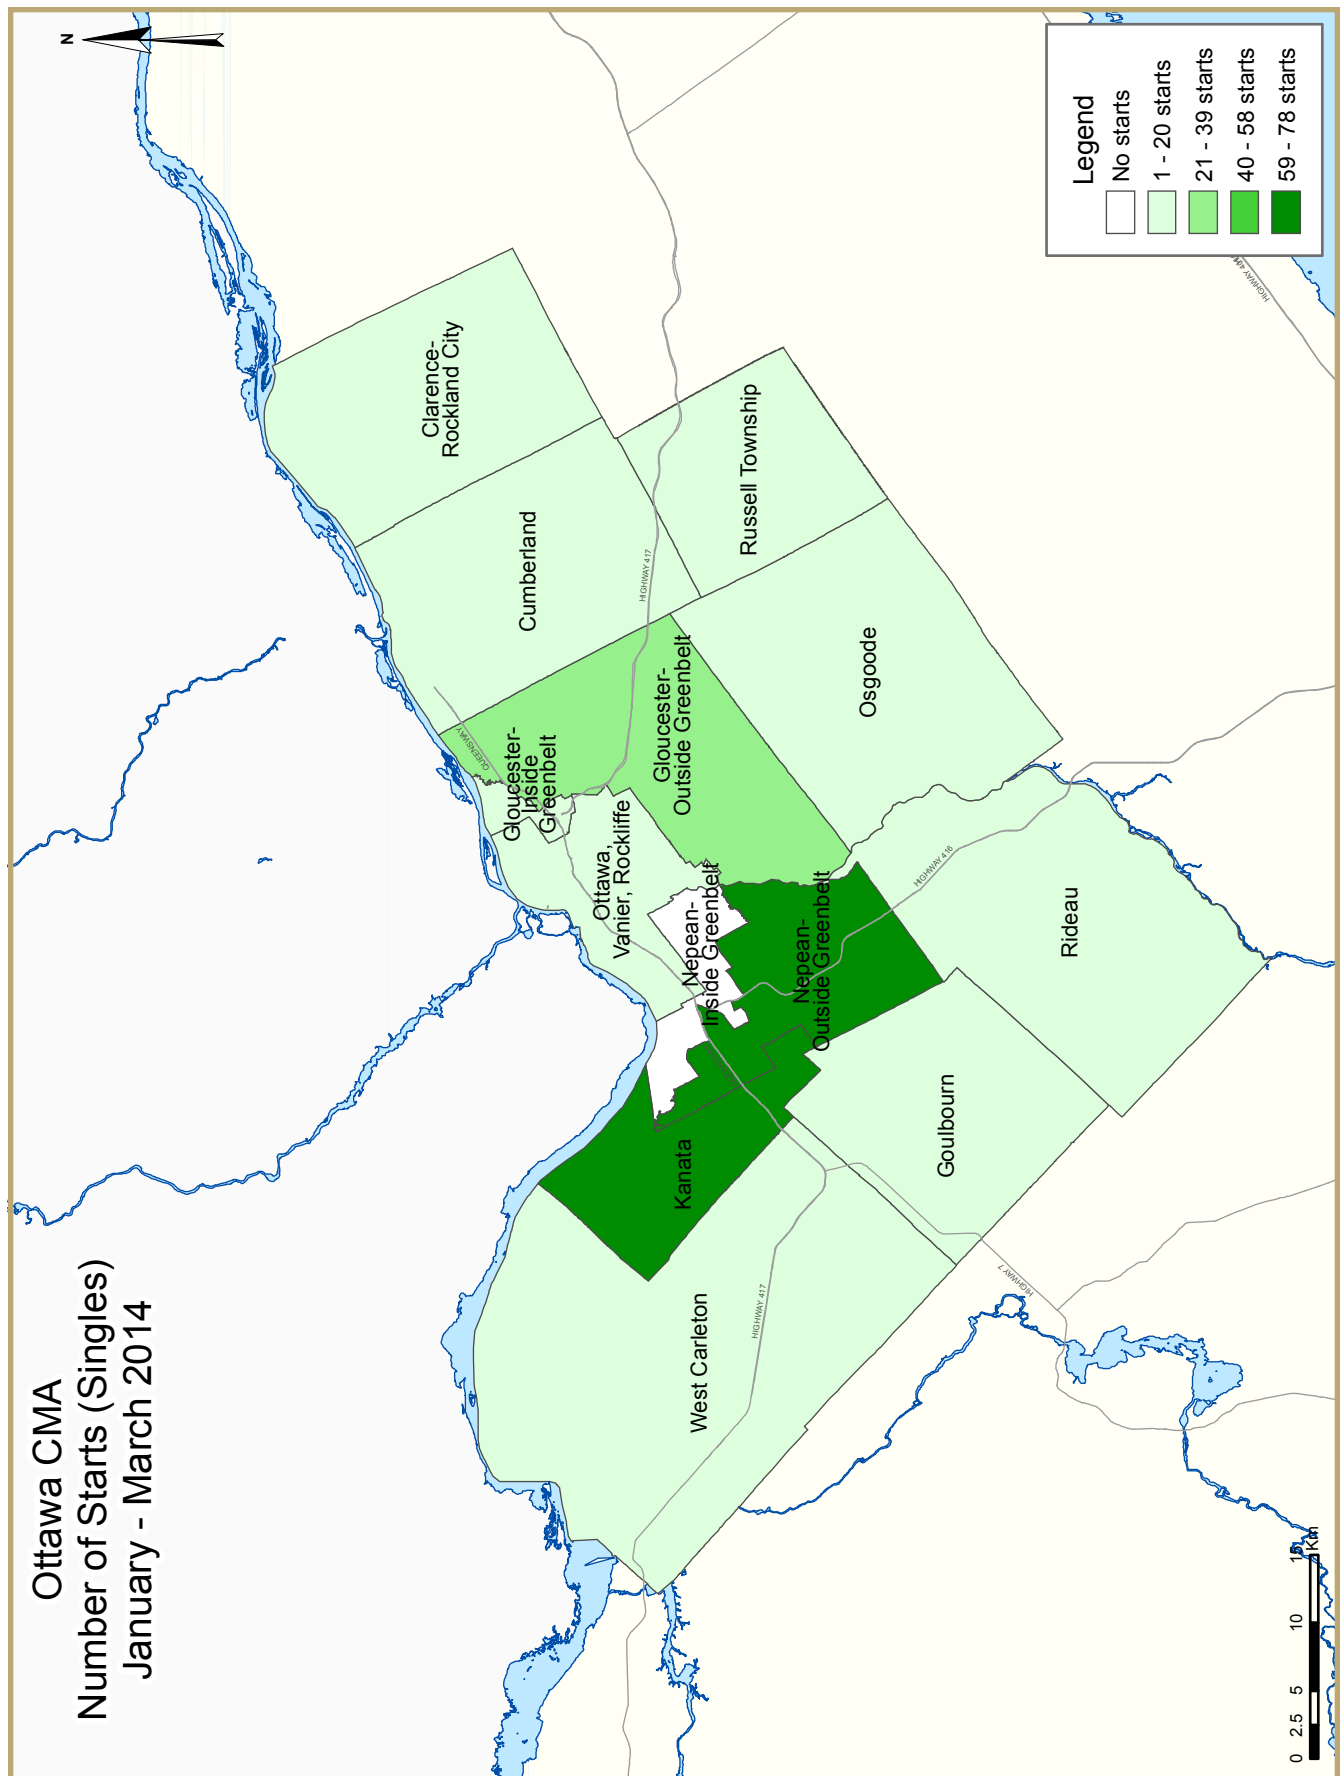 Ottawa CMA
Number of Starts (Singles)
January - March 2014
N
Legend
No starts
1 - 20 starts
21 - 39 starts
40 - 58 starts
59 - 78 starts
Clarence-
Rockland City
Cumberland
Russell Township
HIGHWAY 417
QUEENSWAY
Gloucester-
Inside
Greenbelt
Gloucester-
Outside Greenbelt
Osgoode
Ottawa,
Vanier, Rockliffe
Nepean-
Inside Greenbelt
Nepean-
Outside Greenbelt
HIGHWAY 416
Rideau
Kanata
Goulbourn
West Carleton
HIGHWAY 417
HIGHWAY 7
HIGHWAY 401
0 2.5 5 10 15
Km